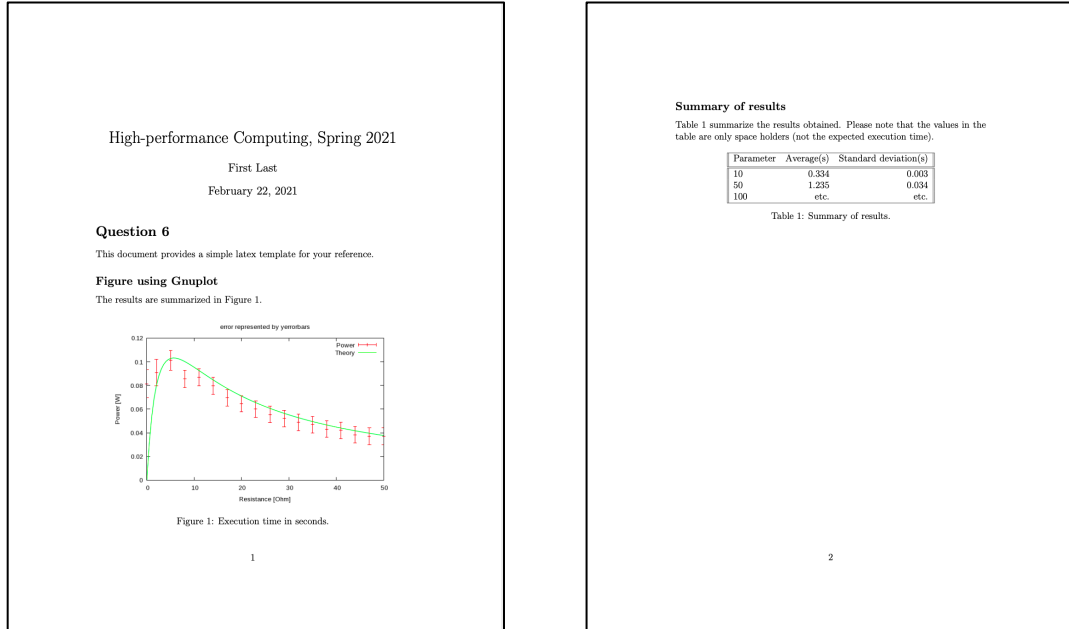 High-performance Computing, Spring 2021
First Last
February 22, 2021
Question 6
This document provides a simple latex template for your reference.
Figure using Gnuplot
The results are summarized in Figure 1.
error represented by yerrorbars
Power
Theory
0.12
0.1
0.08
0.06
0.04
0.02
0
Power [W]
0 10 20 30 40 50
Resistance [Ohm]
Figure 1: Execution time in seconds.
1
Summary of results
Table 1 summarize the results obtained. Please note that the values in the
table are only space holders (not the expected execution time).
Parameter Average(s) Standard deviation(s)
10 0.334 0.003
50 1.235 0.034
100 etc. etc.
Table 1: Summary of results.
2